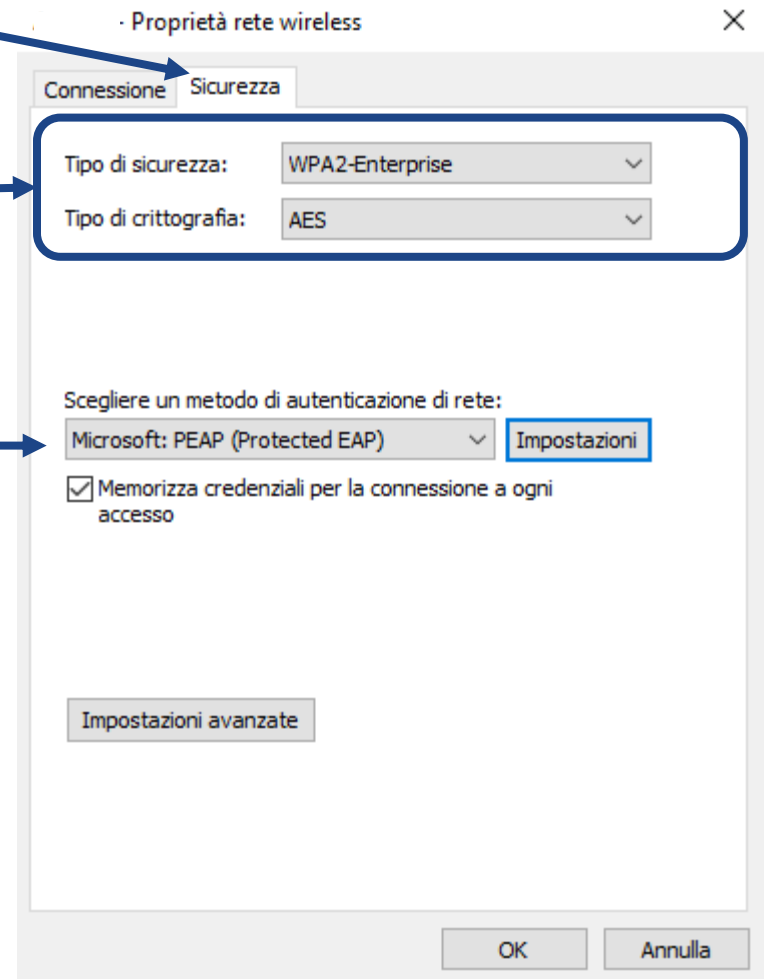 - Proprietà rete wireless
Connessione Sicurezza
Tipo di sicurezza: WPA2-Enterprise
Tipo di crittografia: AES
Scegliere un metodo di autenticazione di rete:
Microsoft: PEAP (Protected EAP) Impostazioni
Memorizza credenziali per la connessione a ogni
accesso
Impostazioni avanzate
OK Annulla